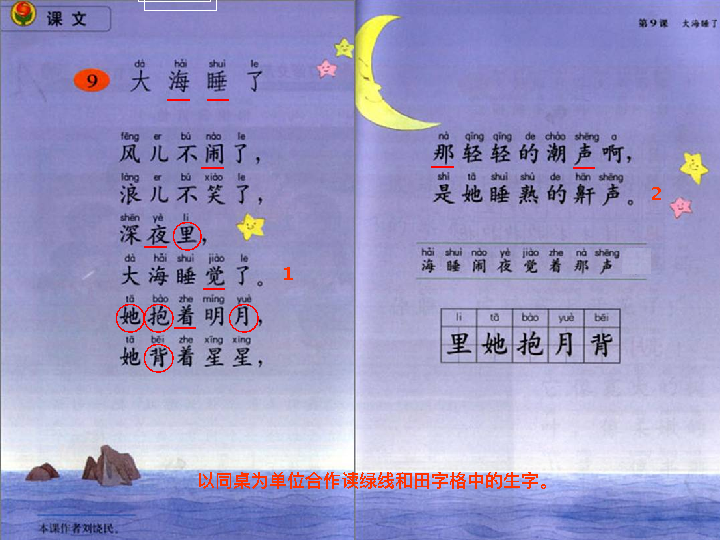 课文
dà hǎi shuì le
9 大海睡了
fēng er bù nào le
风儿不闹了，
làng er bù xiào le
浪儿不笑了，
shēn yè li
深夜里，
dà hǎi shuì jiào le
大海睡觉了。 1
tā bào zhe míng yuè
她抱着明月，
tā bēi zhe xīng xing
她背着星星，
本课作者刘饶民。
第9课 大海睡了
nà qīng qīng de cháo shēng a
那轻轻的潮声啊，
shì tā shuì shú de hān shēng
是她睡熟的鼾声。 2
hǎi shuì nào yè jiào zhe nà shēng
海睡闹夜觉着那声
li tā bào yuè bēi
里她抱月背
以同桌为单位合作读绿线和田字格中的生字。